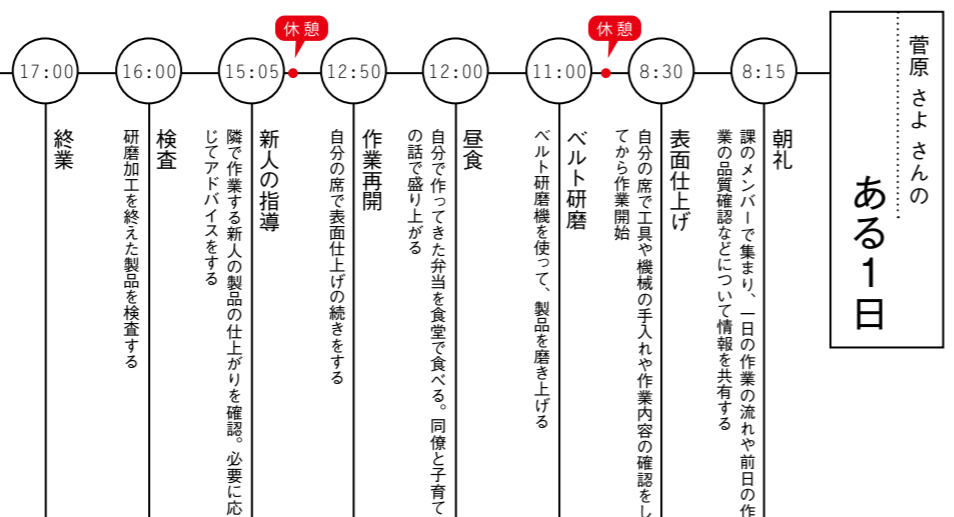 菅原 さよ さんの
ある1日
8:15
朝礼
課のメンバーで集まり、一日の作業の流れや前日の作
業の品質確認などについて情報を共有する
8:30
表面仕上げ
自分の席で工具や機械の手入れや作業内容の確認をし
てから作業開始
休憩
11:00
ベルト研磨
ベルト研磨機を使って、製品を磨き上げる
12:00
昼食
自分で作ってきた弁当を食堂で食べる。同僚と子育て
の話で盛り上がる
12:50
作業再開
自分の席で表面仕上げの続きをする
休憩
15:05
新人の指導
隣で作業する新人の製品の仕上がりを確認。必要に応
じてアドバイスをする
16:00
検査
研磨加工を終えた製品を検査する
17:00
終業